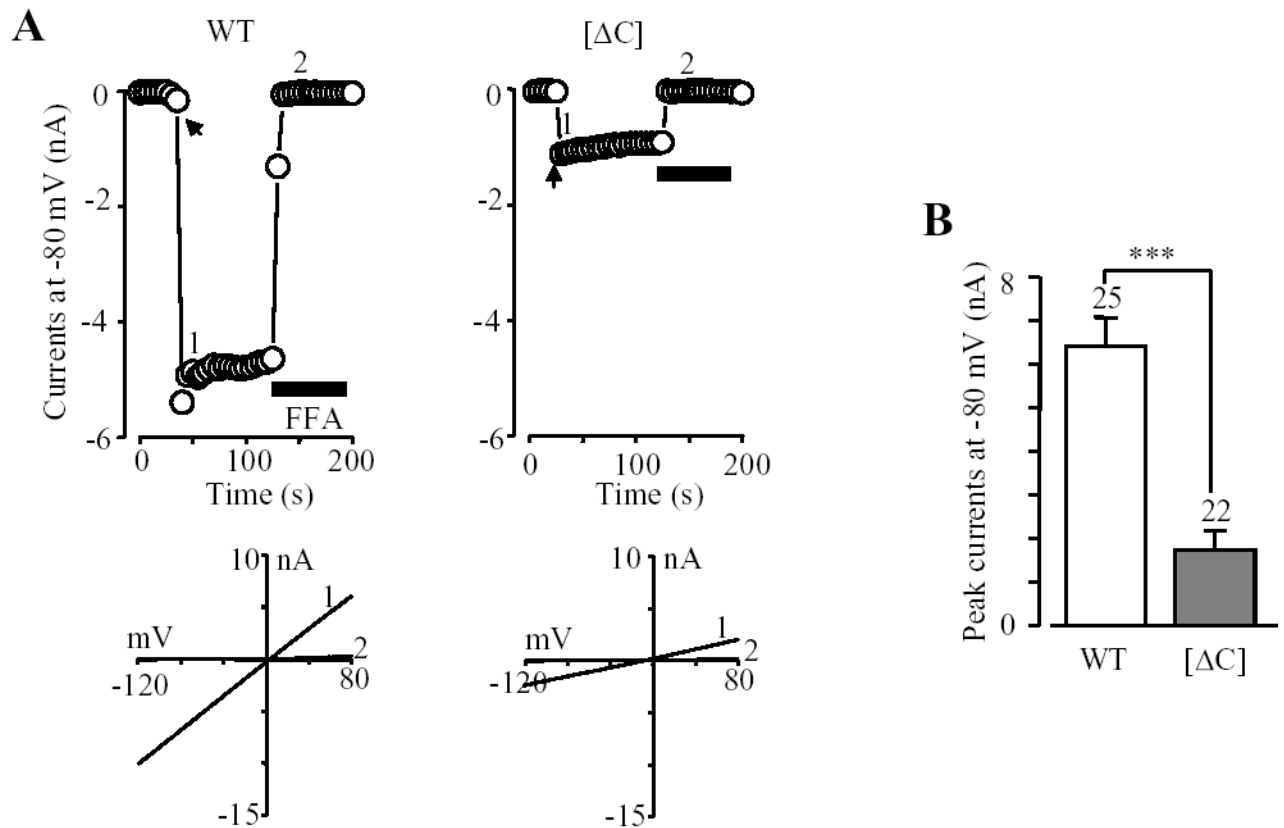 A
WT
[ΔC]
Currents at -80 mV (nA)
0
-2
-4
-6
2
1
FFA
0
100
200
Time (s)
0
-2
-4
-6
2
1
0
100
200
Time (s)
10
nA
1
mV
2
-120
80
-15
10
nA
1
mV
2
-120
80
-15
B
Peak currents at -80 mV (nA)
8
0
***
25
22
WT
[ΔC]